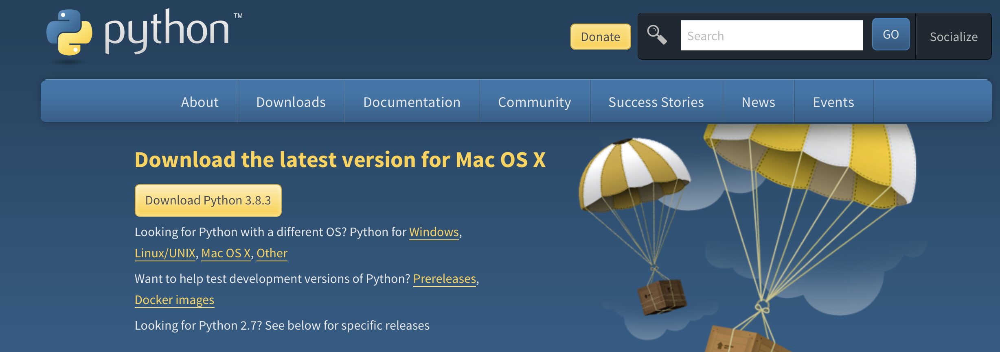 python ™
Donate
Search
GO
Socialize
About
Downloads
Documentation
Community
Success Stories
News
Events
Download the latest version for Mac OS X
Download Python 3.8.3
Looking for Python with a different OS? Python for Windows,
Linux/UNIX, Mac OS X, Other
Want to help test development versions of Python? Prereleases,
Docker images
Looking for Python 2.7? See below for specific releases